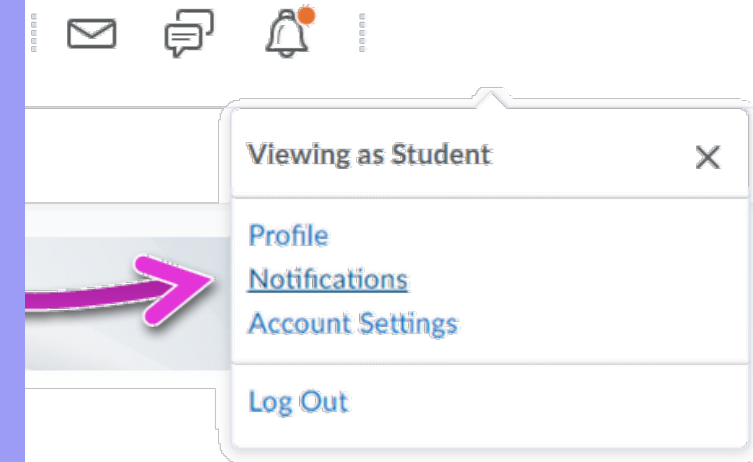 Viewing as Student
Profile
Notifications
Account Settings
Log Out